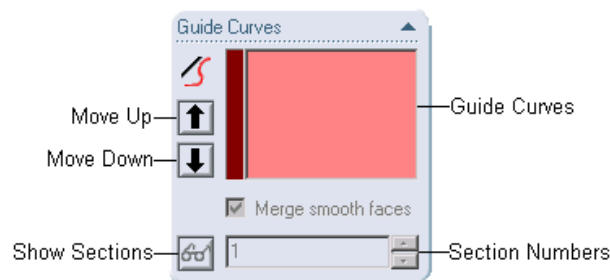 Guide Curves
Move Up
Guide Curves
Move Down
Merge smooth faces
Show Sections
1
Section Numbers